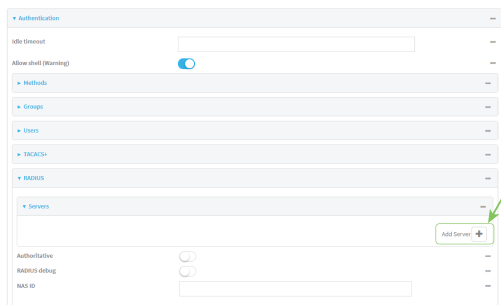 Authentication
Idle timeout
Allow shell (Warning)
Methods
Groups
Users
TACACS+
RADIUS
Servers
Add Server
Authoritative
RADIUS debug
NAS ID